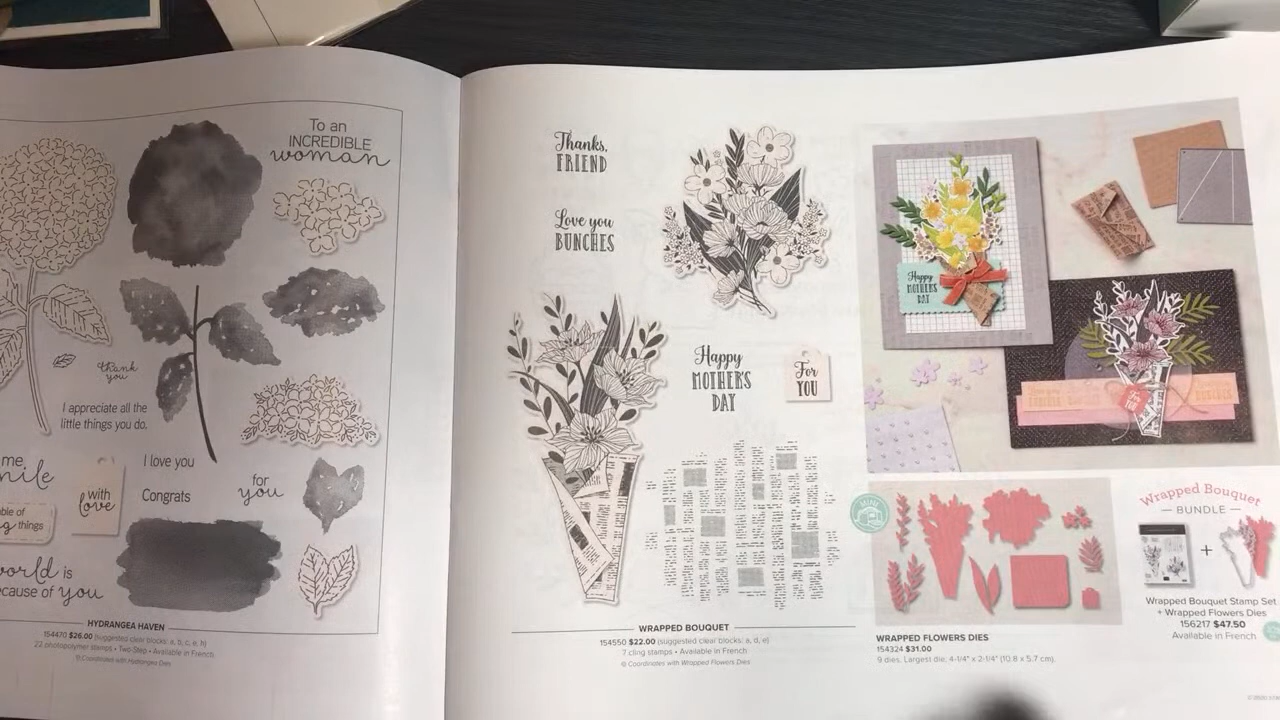 To an
INCREDIBLE
woman
thank
you
I appreciate all the
little things you do.
me
with
love
I love you
Congrats
for
you
things
world is
because of you
HYDRANGEA HAVEN
154470 $26.00 (suggested clear blocks: a, b, c, e, h)
22 photopolymer stamps • Two-Step • Available in French
Coordinates with Hydrangea Dies
Thanks,
FRIEND
Love you
BUNCHES
Happy
MOTHER'S
DAY
For
YOU
WRAPPED BOUQUET
154550 $22.00 (suggested clear blocks: a, d, e)
7 cling stamps • Available in French
Coordinates with Wrapped Flowers Dies
Happy
MOTHER'S
DAY
For
YOU
BUNCHES
MINI
WRAPPED FLOWERS DIES
154324 $31.00
9 dies. Largest die: 4-1/4" x 2-1/4" (10.8 x 5.7 cm).
Wrapped Bouquet
— BUNDLE —
+
Wrapped Bouquet Stamp Set
+ Wrapped Flowers Dies
156217 $47.50
Available in French